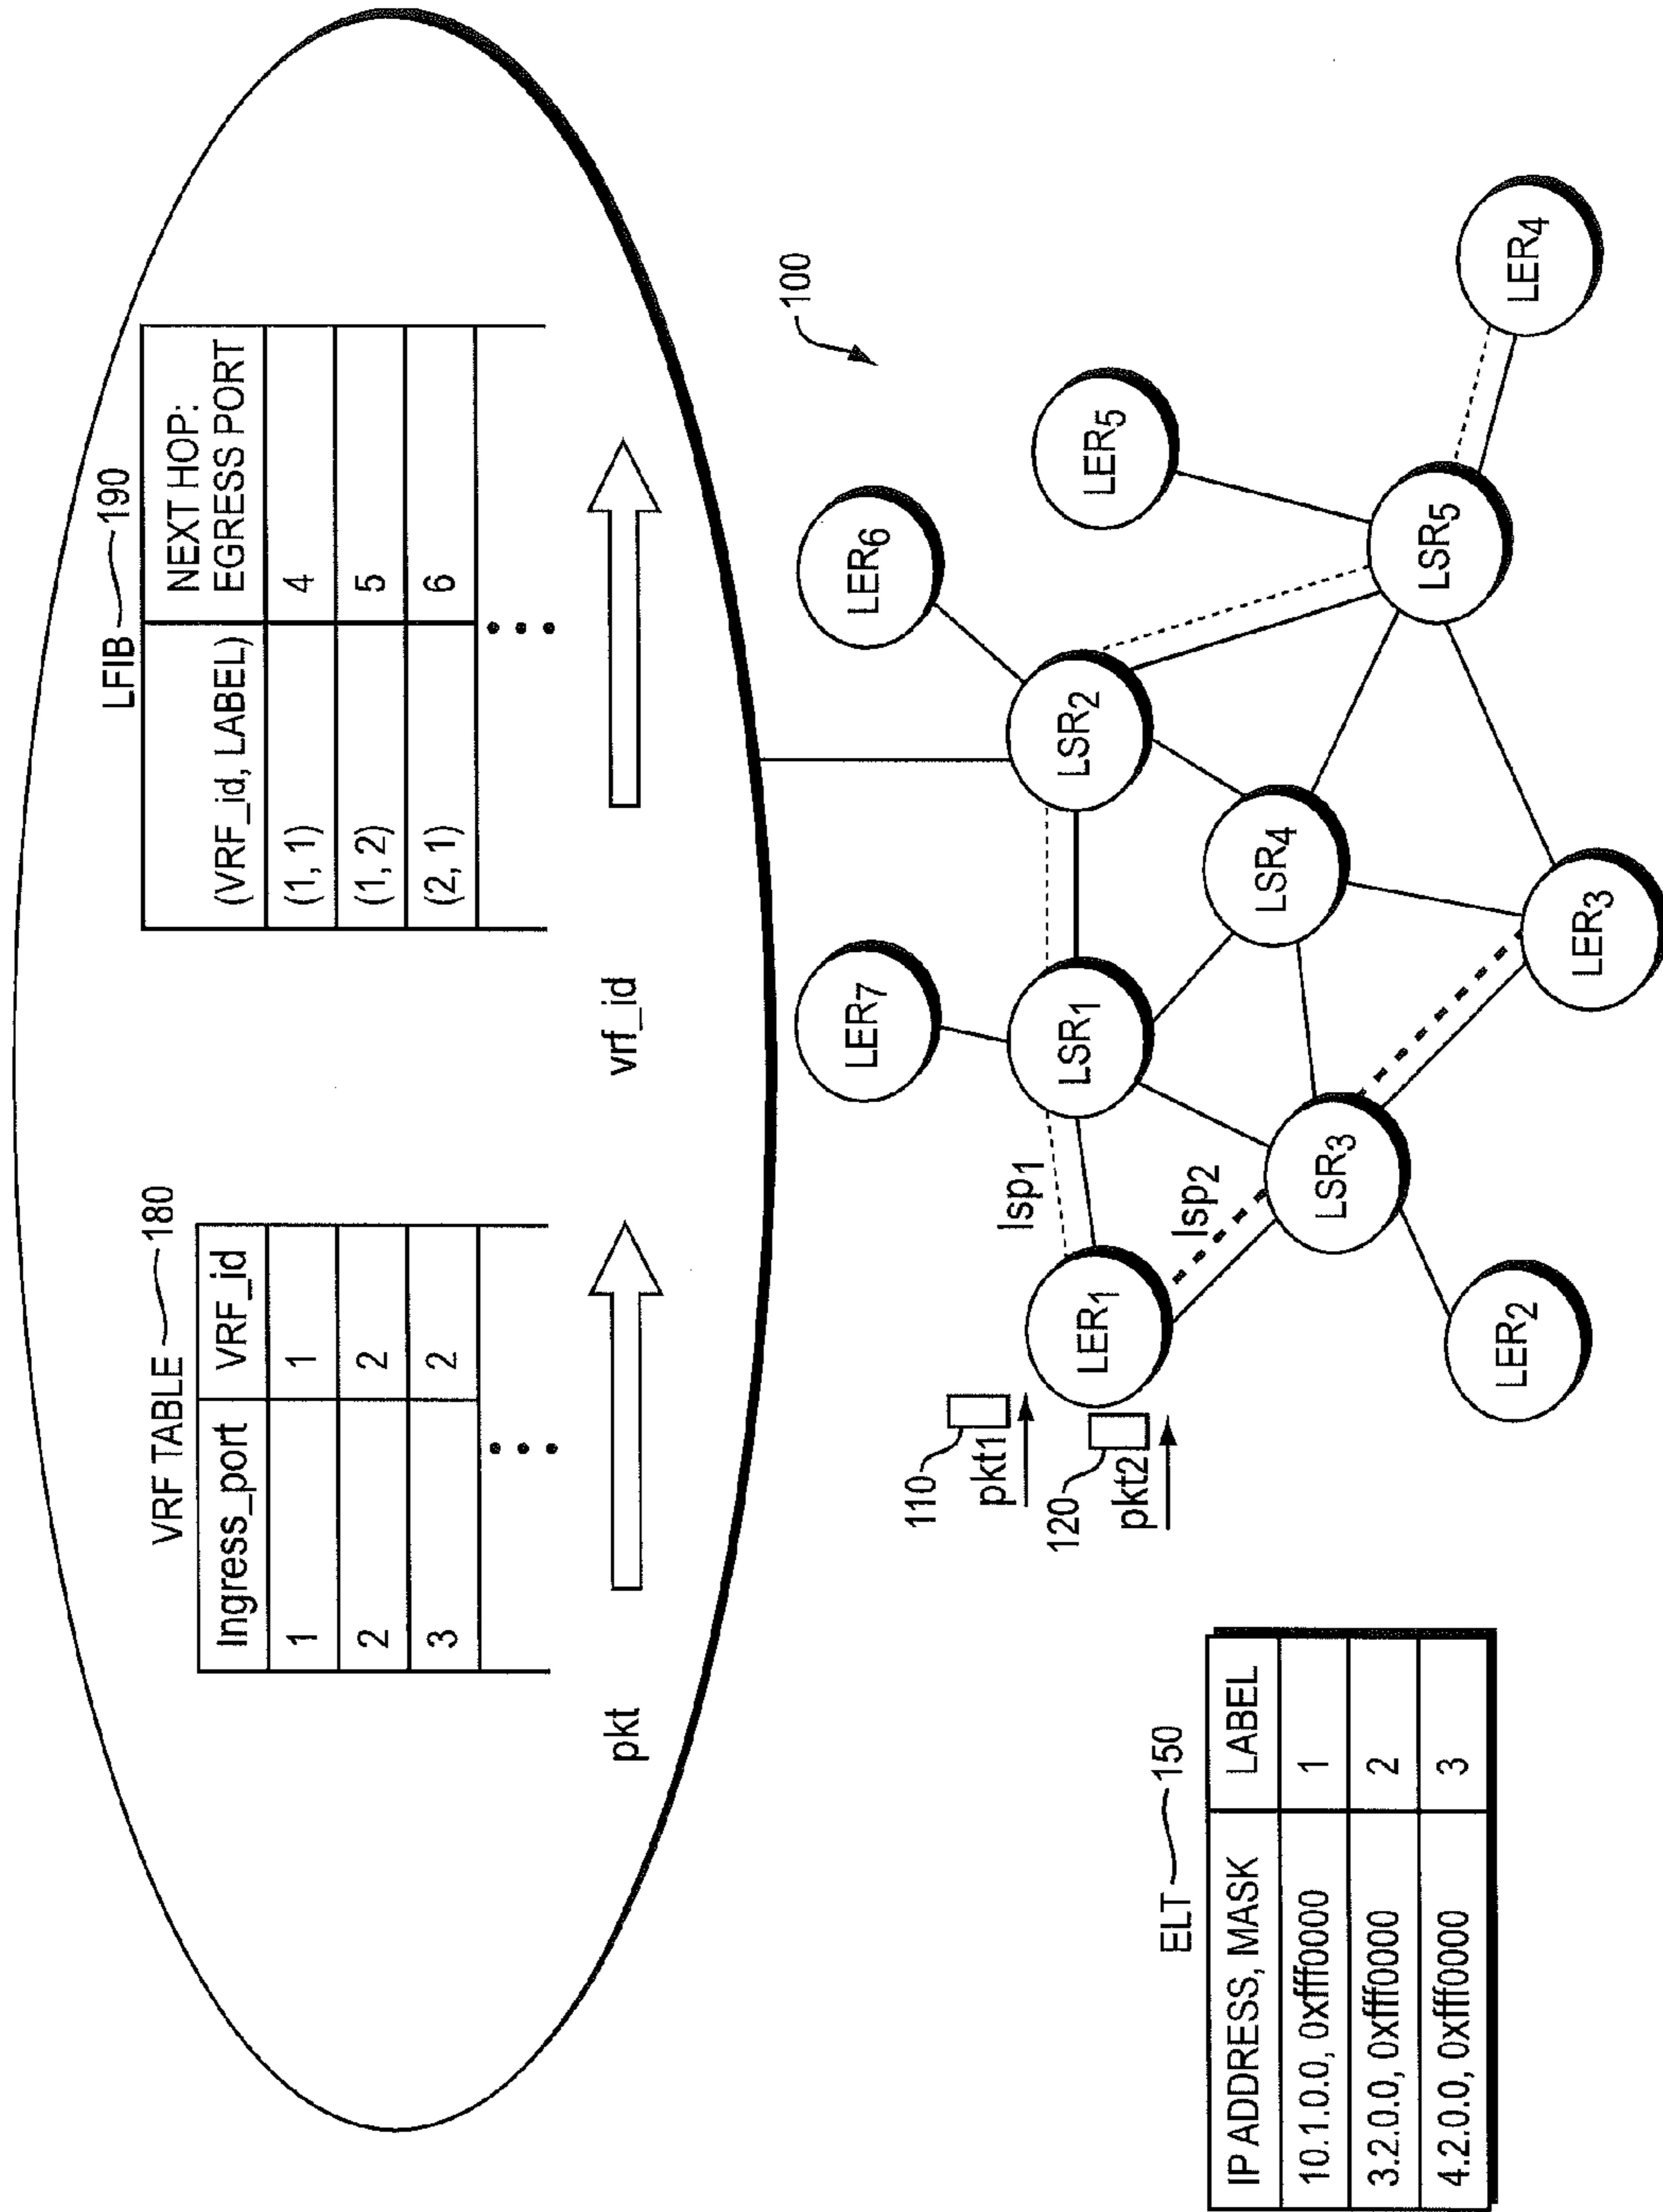 VRF TABLE 180
Ingress_port VRF_id
1 1
2 2
3 2
LFIB 190
(VRF_id, LABEL) NEXT HOP:
EGRESS PORT
(1, 1) 4
(1, 2) 5
(2, 1) 6
pkt
vrf_id
100
LER7
LER6
LER5
LER4
LSR1
LSR2
LSR4
LSR5
LSR3
LER1
LER2
LER3
lsp1
lsp2
110
pkt1
120
pkt2
ELT 150
IP ADDRESS, MASK LABEL
10.1.0.0, 0xfff0000 1
3.2.0.0, 0xfff0000 2
4.2.0.0, 0xfff0000 3